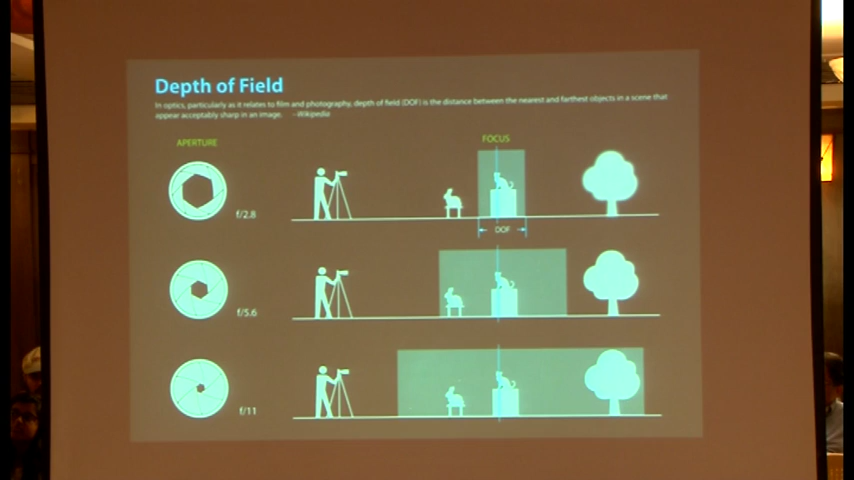 Depth of Field
In optics, particularly as it relates to film and photography, depth of field (DOF) is the distance between the nearest and farthest objects in a scene that
appear acceptably sharp in an image. -Wikipedia
APERTURE
FOCUS
f/2.8
DOF
f/5.6
f/11